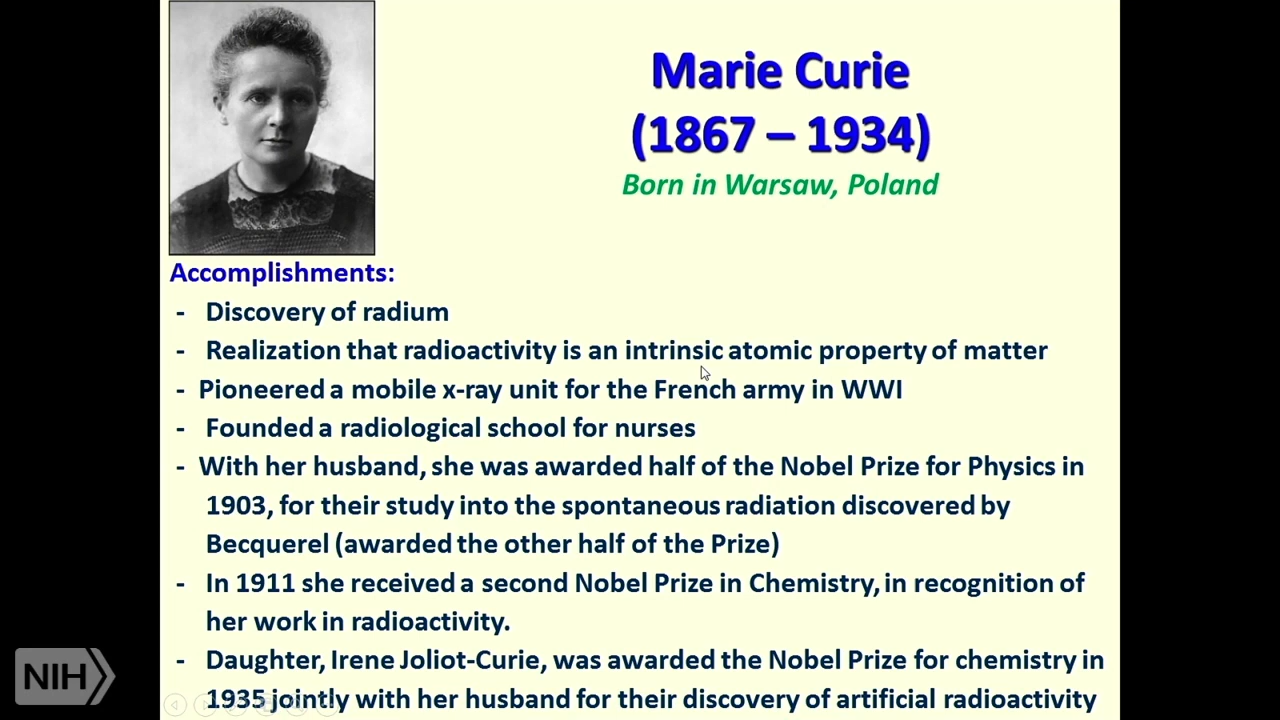 Marie Curie
(1867 – 1934)
Born in Warsaw, Poland
Accomplishments:
- Discovery of radium
- Realization that radioactivity is an intrinsic atomic property of matter
- Pioneered a mobile x-ray unit for the French army in WWI
- Founded a radiological school for nurses
- With her husband, she was awarded half of the Nobel Prize for Physics in
1903, for their study into the spontaneous radiation discovered by
Becquerel (awarded the other half of the Prize)
- In 1911 she received a second Nobel Prize in Chemistry, in recognition of
her work in radioactivity.
- Daughter, Irene Joliot-Curie, was awarded the Nobel Prize for chemistry in
1935 jointly with her husband for their discovery of artificial radioactivity
NIH